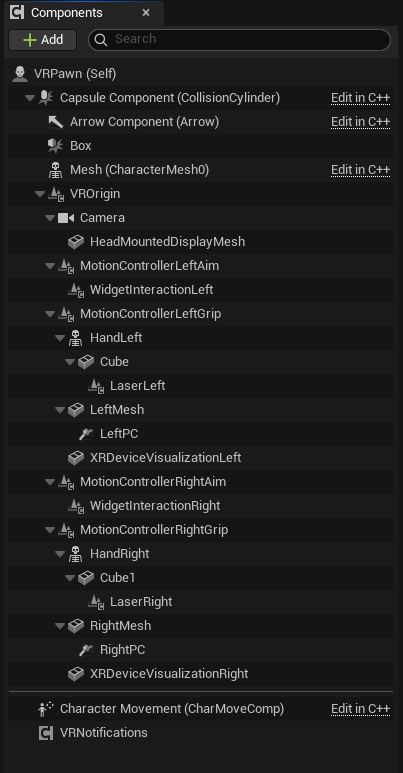 Components
Add
Search
VRPawn (Self)
Capsule Component (CollisionCylinder) Edit in C++
Arrow Component (Arrow) Edit in C++
Box
Mesh (CharacterMesh0) Edit in C++
VROrigin
Camera
HeadMountedDisplayMesh
MotionControllerLeftAim
WidgetInteractionLeft
MotionControllerLeftGrip
HandLeft
Cube
LaserLeft
LeftMesh
LeftPC
XRDeviceVisualizationLeft
MotionControllerRightAim
WidgetInteractionRight
MotionControllerRightGrip
HandRight
Cube1
LaserRight
RightMesh
RightPC
XRDeviceVisualizationRight
Character Movement (CharMoveComp) Edit in C++
VRNotifications